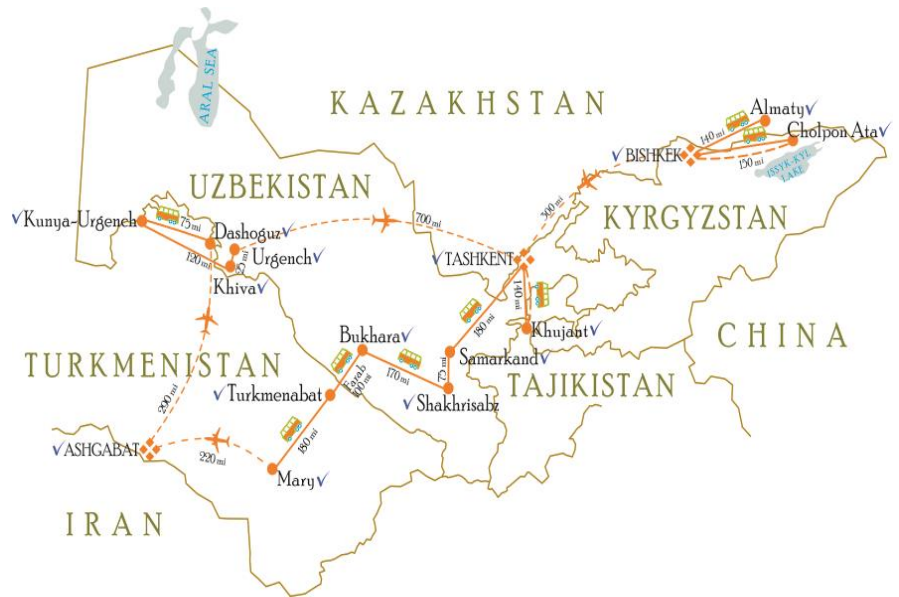 ARAL SEA
KAZAKHSTAN
Almaty
140 mi
Cholpon Ata
BISHKEK
150 mi
ISSYK-KYL
LAKE
UZBEKISTAN
300 mi
KYRGYZSTAN
Kunya-Urgench
75 mi
Dashoguz
700 mi
120 mi
Urgench
25 mi
Khiva
TASHKENT
140 mi
180 mi
Khujant
CHINA
Bukhara
Samarkand
TURKMENISTAN
Farab
100 mi
170 mi
TAJIKISTAN
Turkmenabat
Shakhrisabz
290 mi
180 mi
ASHGABAT
220 mi
Mary
IRAN